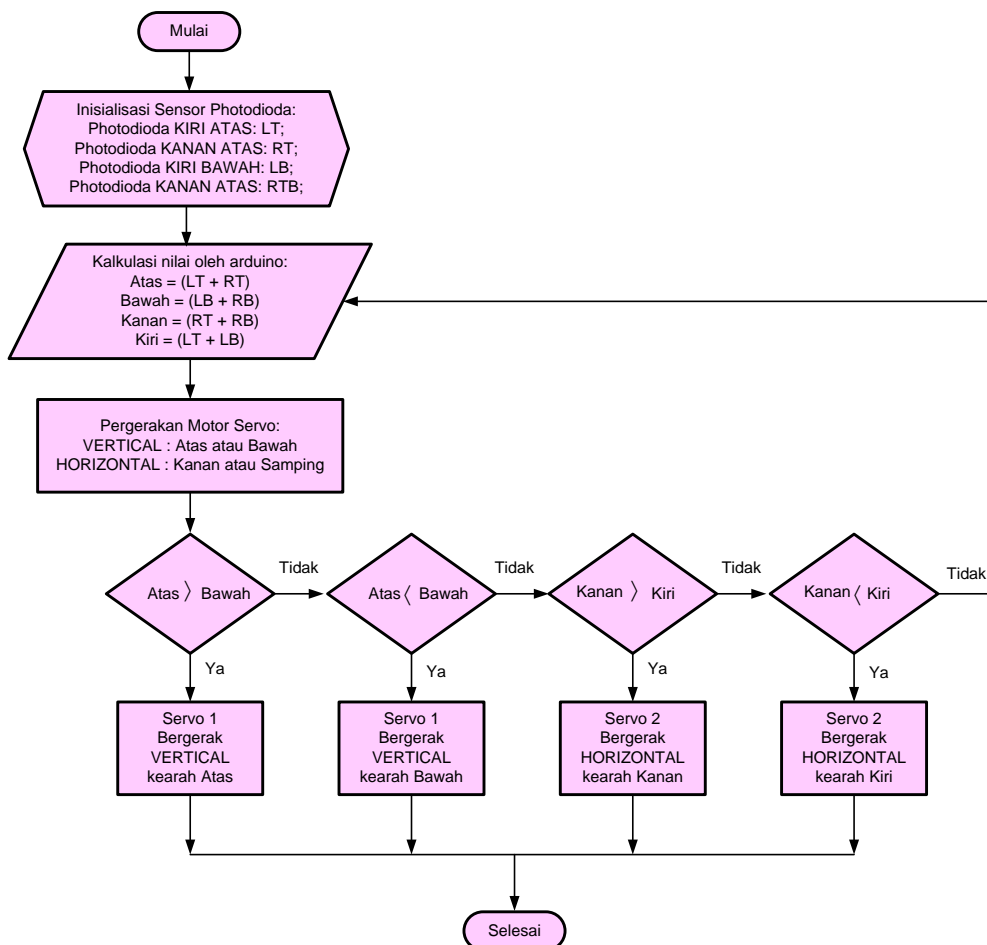 Mulai
Inisialisasi Sensor Photodioda:
Photodioda KIRI ATAS: LT;
Photodioda KANAN ATAS: RT;
Photodioda KIRI BAWAH: LB;
Photodioda KANAN ATAS: RTB;
Kalkulasi nilai oleh arduino:
Atas = (LT + RT)
Bawah = (LB + RB)
Kanan = (RT + RB)
Kiri = (LT + LB)
Pergerakan Motor Servo:
VERTICAL : Atas atau Bawah
HORIZONTAL : Kanan atau Samping
Atas 〉 Bawah
Tidak
Atas 〈 Bawah
Tidak
Kanan 〉 Kiri
Tidak
Kanan 〈 Kiri
Tidak
Ya
Ya
Ya
Ya
Servo 1
Bergerak
VERTICAL
kearah Atas
Servo 1
Bergerak
VERTICAL
kearah Bawah
Servo 2
Bergerak
HORIZONTAL
kearah Kanan
Servo 2
Bergerak
HORIZONTAL
kearah Kiri
Selesai